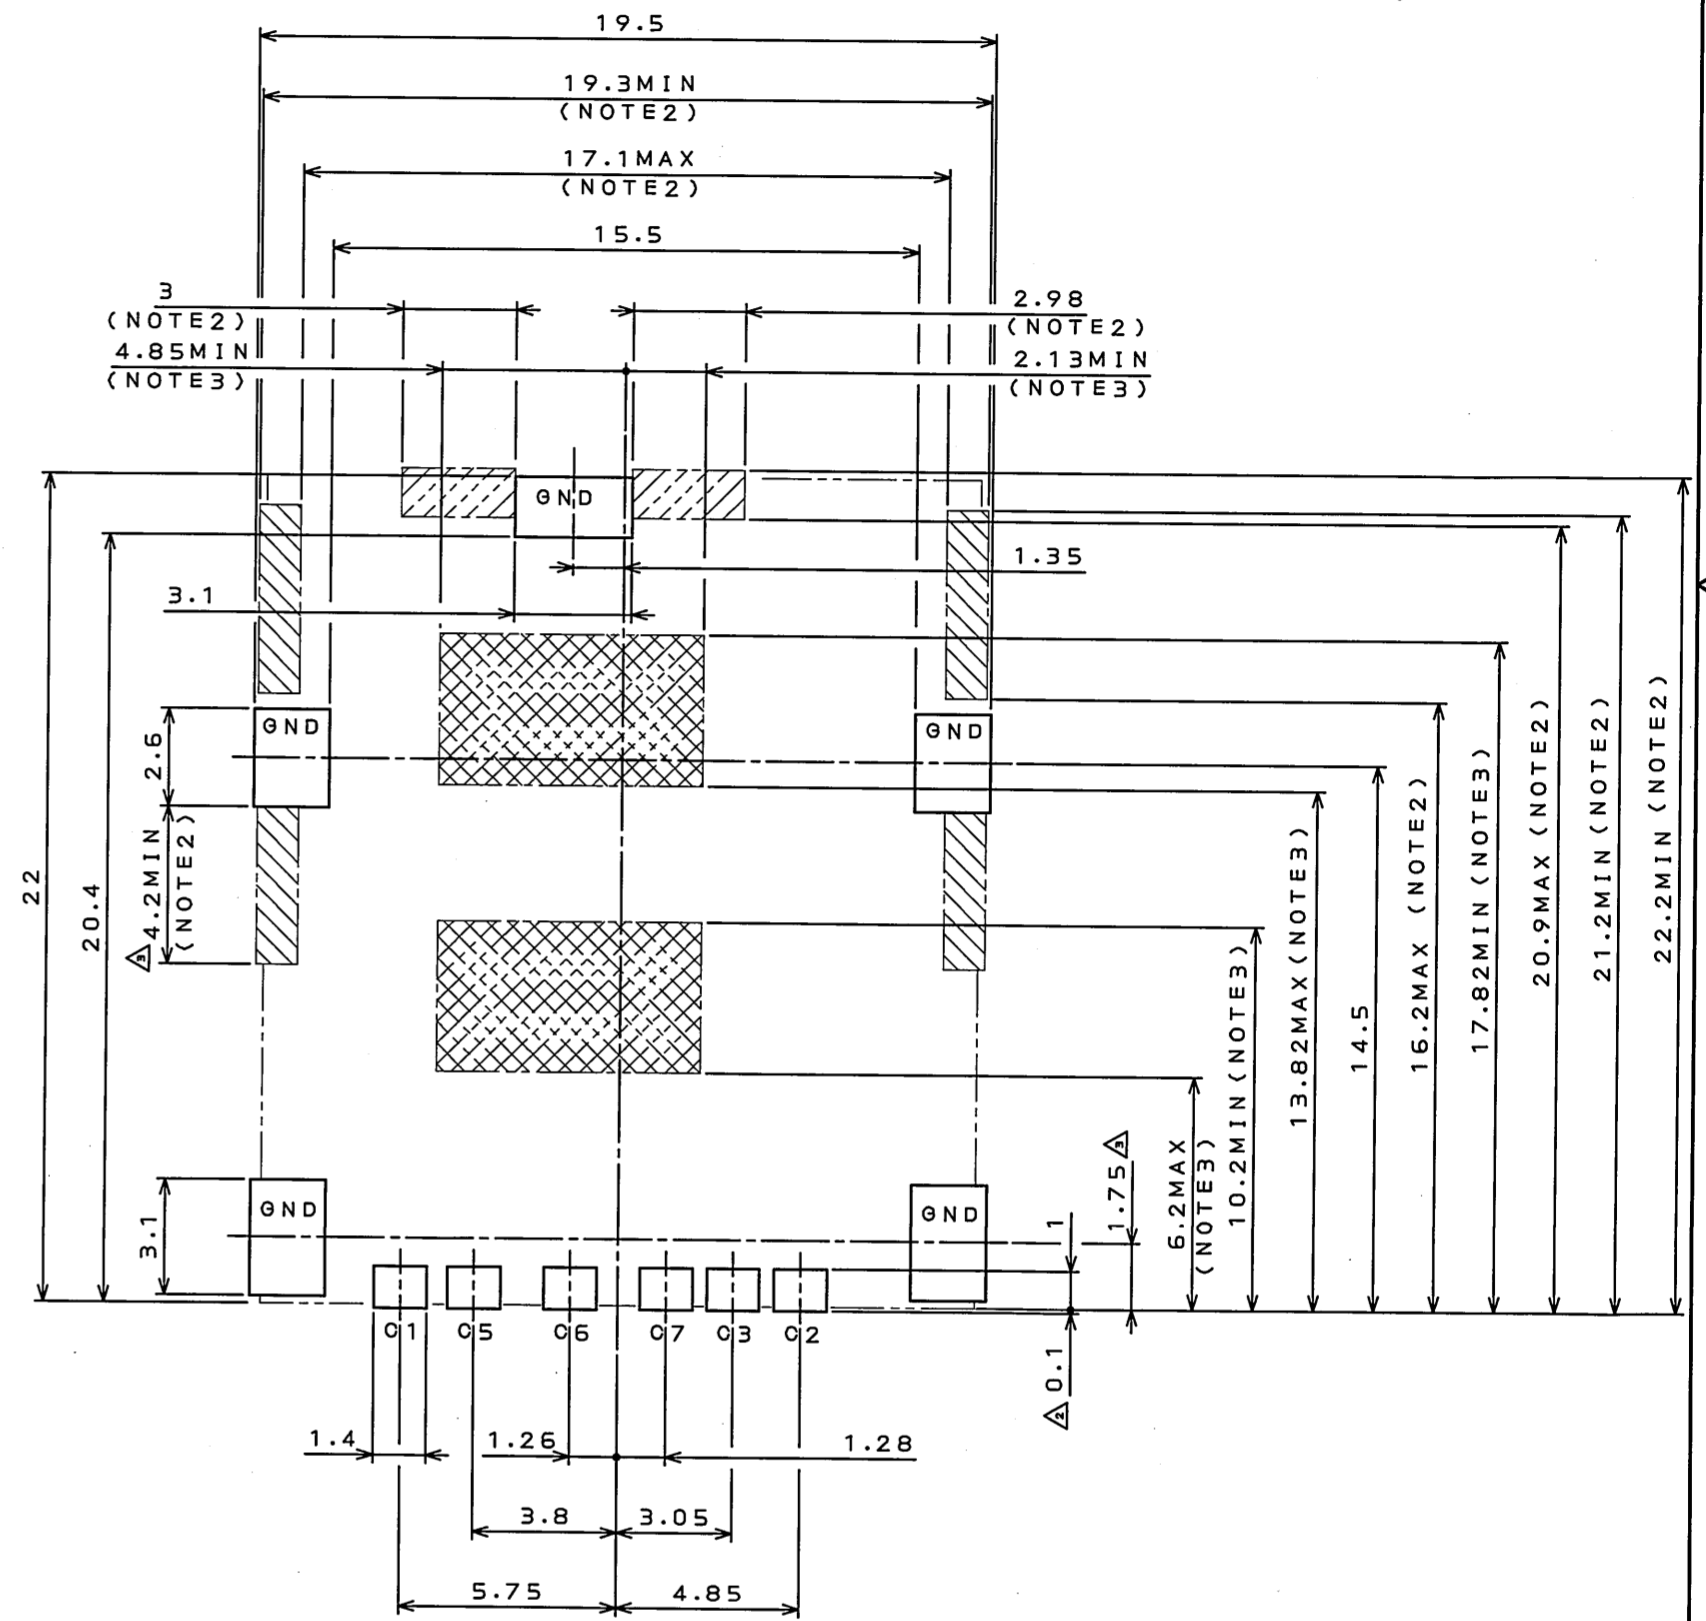 19.5
19.3MIN
(NOTE2)
17.1MAX
(NOTE2)
15.5
3
(NOTE2)
2.98
(NOTE2)
4.85MIN
(NOTE3)
2.13MIN
(NOTE3)
GND
1.35
3.1
GND
GND
2.6
4.2MIN
(NOTE2)
3
22
20.4
22.2MIN (NOTE2)
21.2MIN (NOTE2)
20.9MAX (NOTE2)
17.82MIN (NOTE3)
16.2MAX (NOTE2)
14.5
13.82MAX (NOTE3)
10.2MIN (NOTE3)
6.2MAX
(NOTE3)
1.75
3
1
GND
GND
3.1
C1
C5
C6
C7
C3
C2
0.1
2
1.4
1.26
1.28
3.8
3.05
5.75
4.85